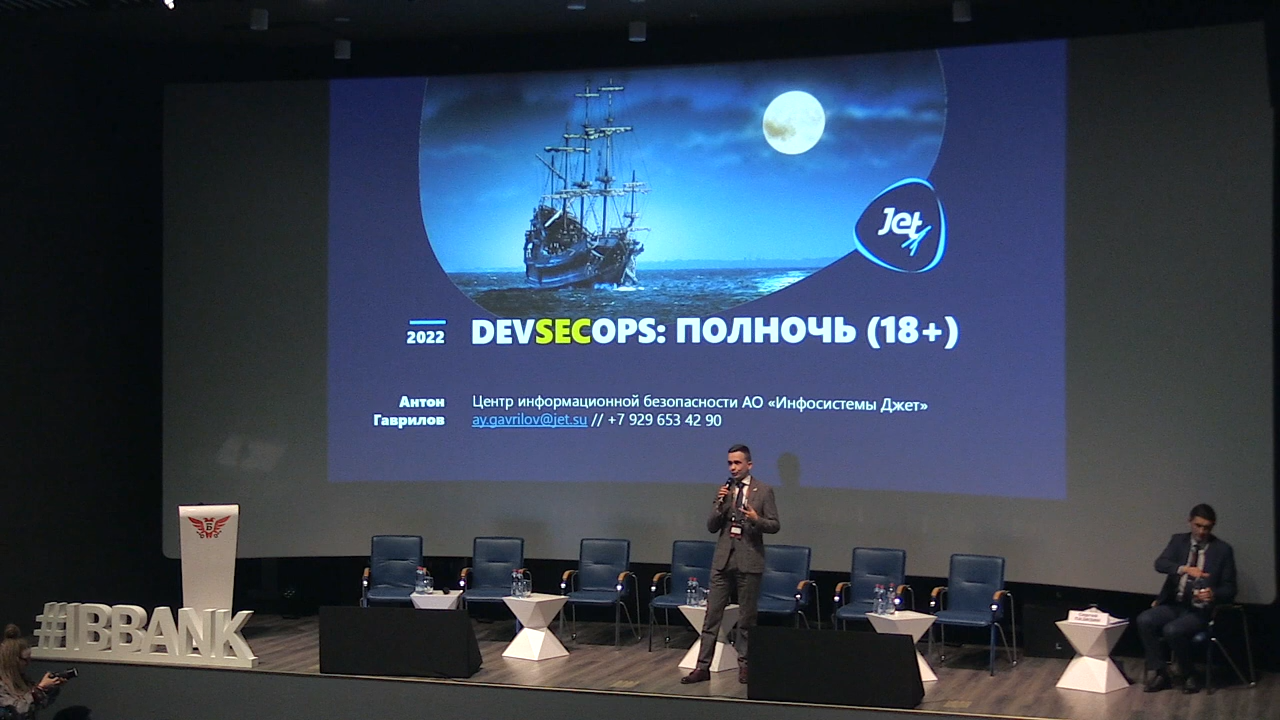 Jet
2022
DEVSECOPS: ПОЛНОЧЬ (18+)
Антон
Гаврилов
Центр информационной безопасности АО «Инфосистемы Джет»
ay.gavrilov@jet.su // +7 929 653 42 90
Б
#IBBANK